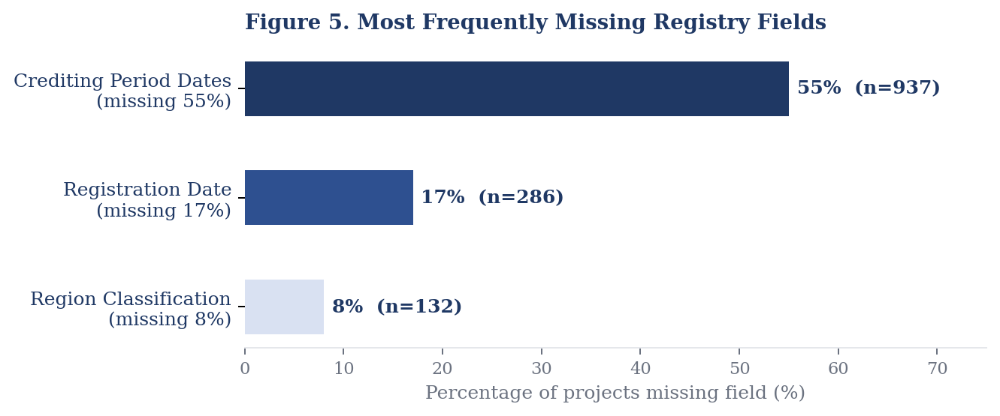 Figure 5. Most Frequently Missing Registry Fields
Crediting Period Dates
(missing 55%)
55%  (n=937)
Registration Date
(missing 17%)
17%  (n=286)
Region Classification
(missing 8%)
8%  (n=132)
0 10 20 30 40 50 60 70
Percentage of projects missing field (%)